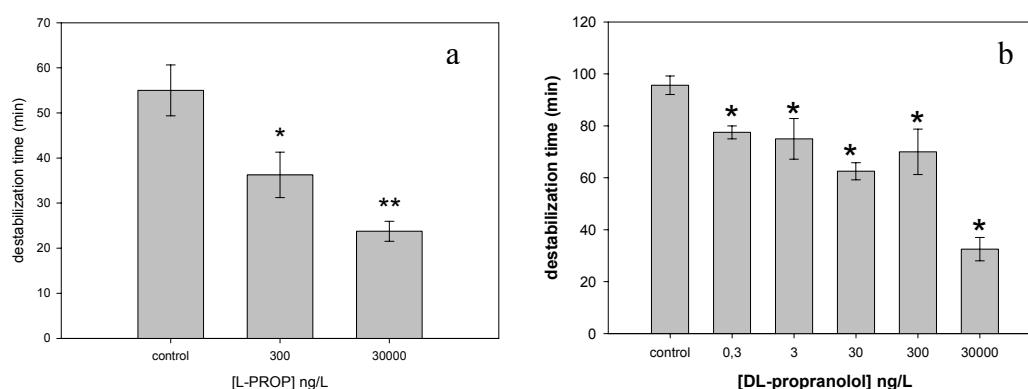 a
70
60
50
40
30
20
10
0
destabilization time (min)
*
**
control 300 30000
[L-PROP] ng/L
b
120
100
80
60
40
20
0
destabilization time (min)
*
*
*
*
*
control 0,3 3 30 300 30000
[DL-propranolol] ng/L